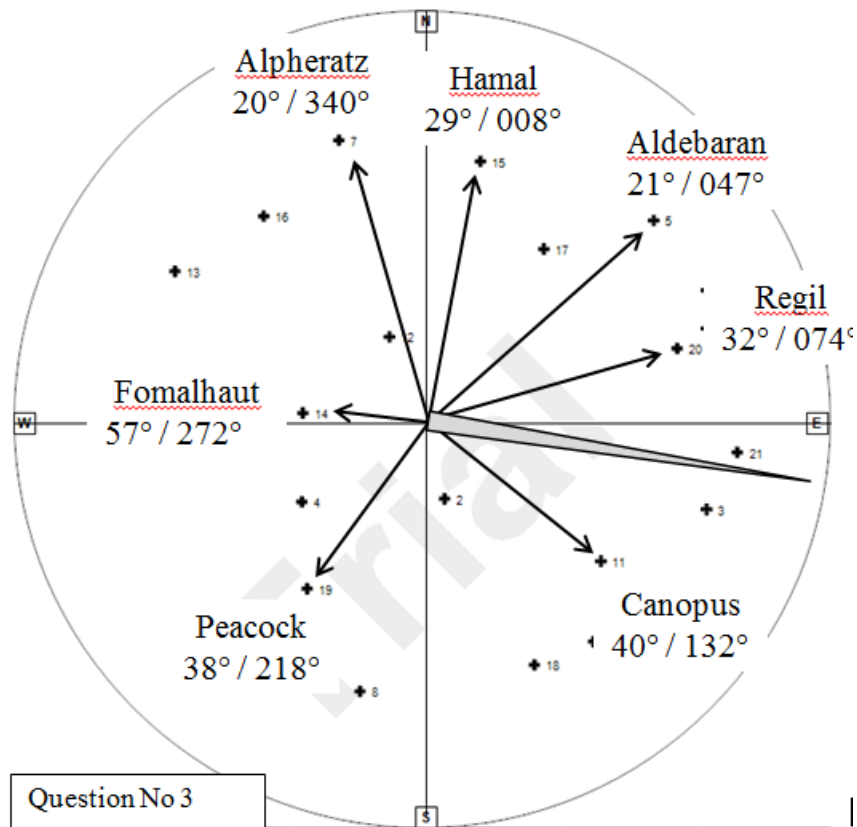 N
Alpheratz
20° / 340°
Hamal
29° / 008°
Aldebaran
21° / 047°
7
15
16
5
17
13
Regil
32° / 074°
2
20
Fomalhaut
57° / 272°
14
W
E
21
4
2
3
11
19
Canopus
40° / 132°
Peacock
38° / 218°
18
8
Trial
Question No 3
S